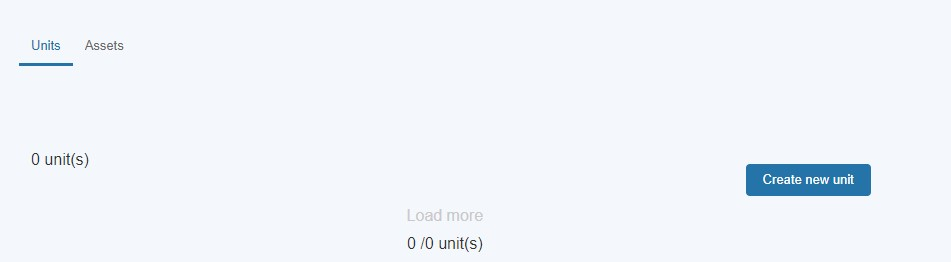 Units Assets
0 unit(s)
Create new unit
Load more
0 /0 unit(s)